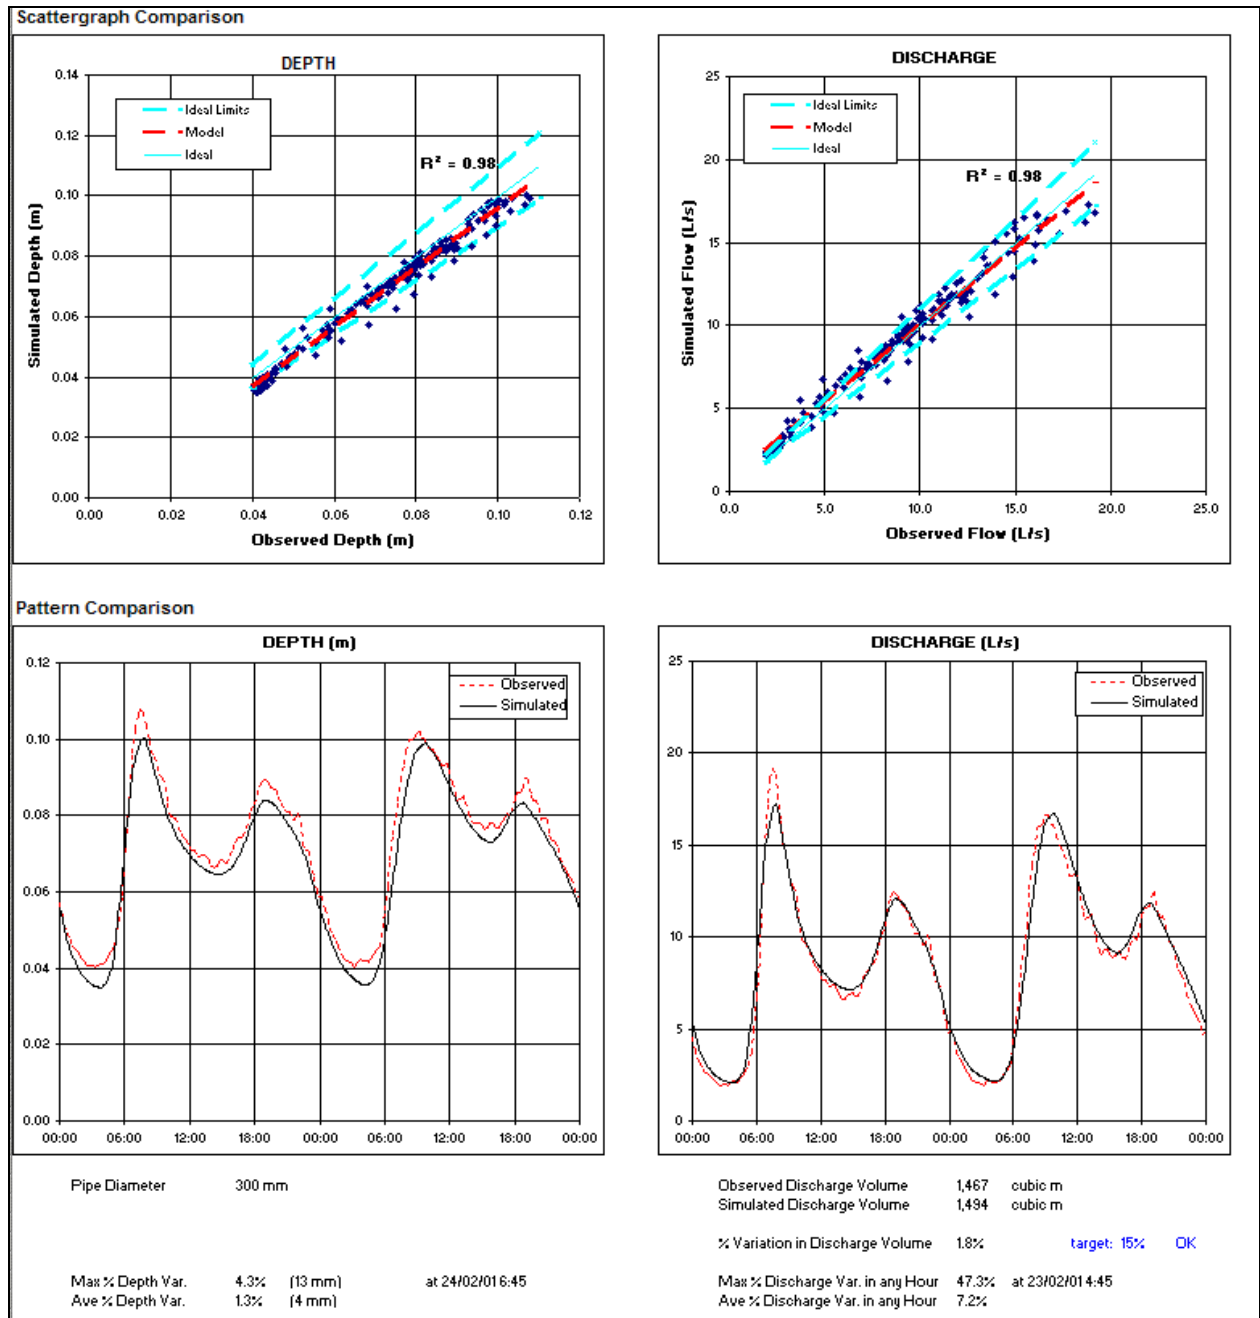 Scattergraph Comparison
DEPTH
0.14
0.12
0.10
0.08
0.06
0.04
0.02
0.00
Simulated Depth (m)
Ideal Limits
Model
Ideal
R² = 0.98
0.00 0.02 0.04 0.06 0.08 0.10 0.12
Observed Depth (m)
DISCHARGE
25
20
15
10
5
0
Simulated Flow (L/s)
Ideal Limits
Model
Ideal
R² = 0.98
0.0 5.0 10.0 15.0 20.0 25.0
Observed Flow (L/s)
Pattern Comparison
DEPTH (m)
0.12
0.10
0.08
0.06
0.04
0.02
0.00
Observed
Simulated
00:00 06:00 12:00 18:00 00:00 06:00 12:00 18:00 00:00
DISCHARGE (L/s)
25
20
15
10
5
0
Observed
Simulated
00:00 06:00 12:00 18:00 00:00 06:00 12:00 18:00 00:00
Pipe Diameter 300 mm
Max % Depth Var. 4.3% (13 mm) at 24/02/01 6:45
Ave % Depth Var. 1.3% (4 mm)
Observed Discharge Volume 1,467 cubic m
Simulated Discharge Volume 1,494 cubic m
% Variation in Discharge Volume 1.8% target: 15% OK
Max % Discharge Var. in any Hour 47.3% at 23/02/01 4:45
Ave % Discharge Var. in any Hour 7.2%